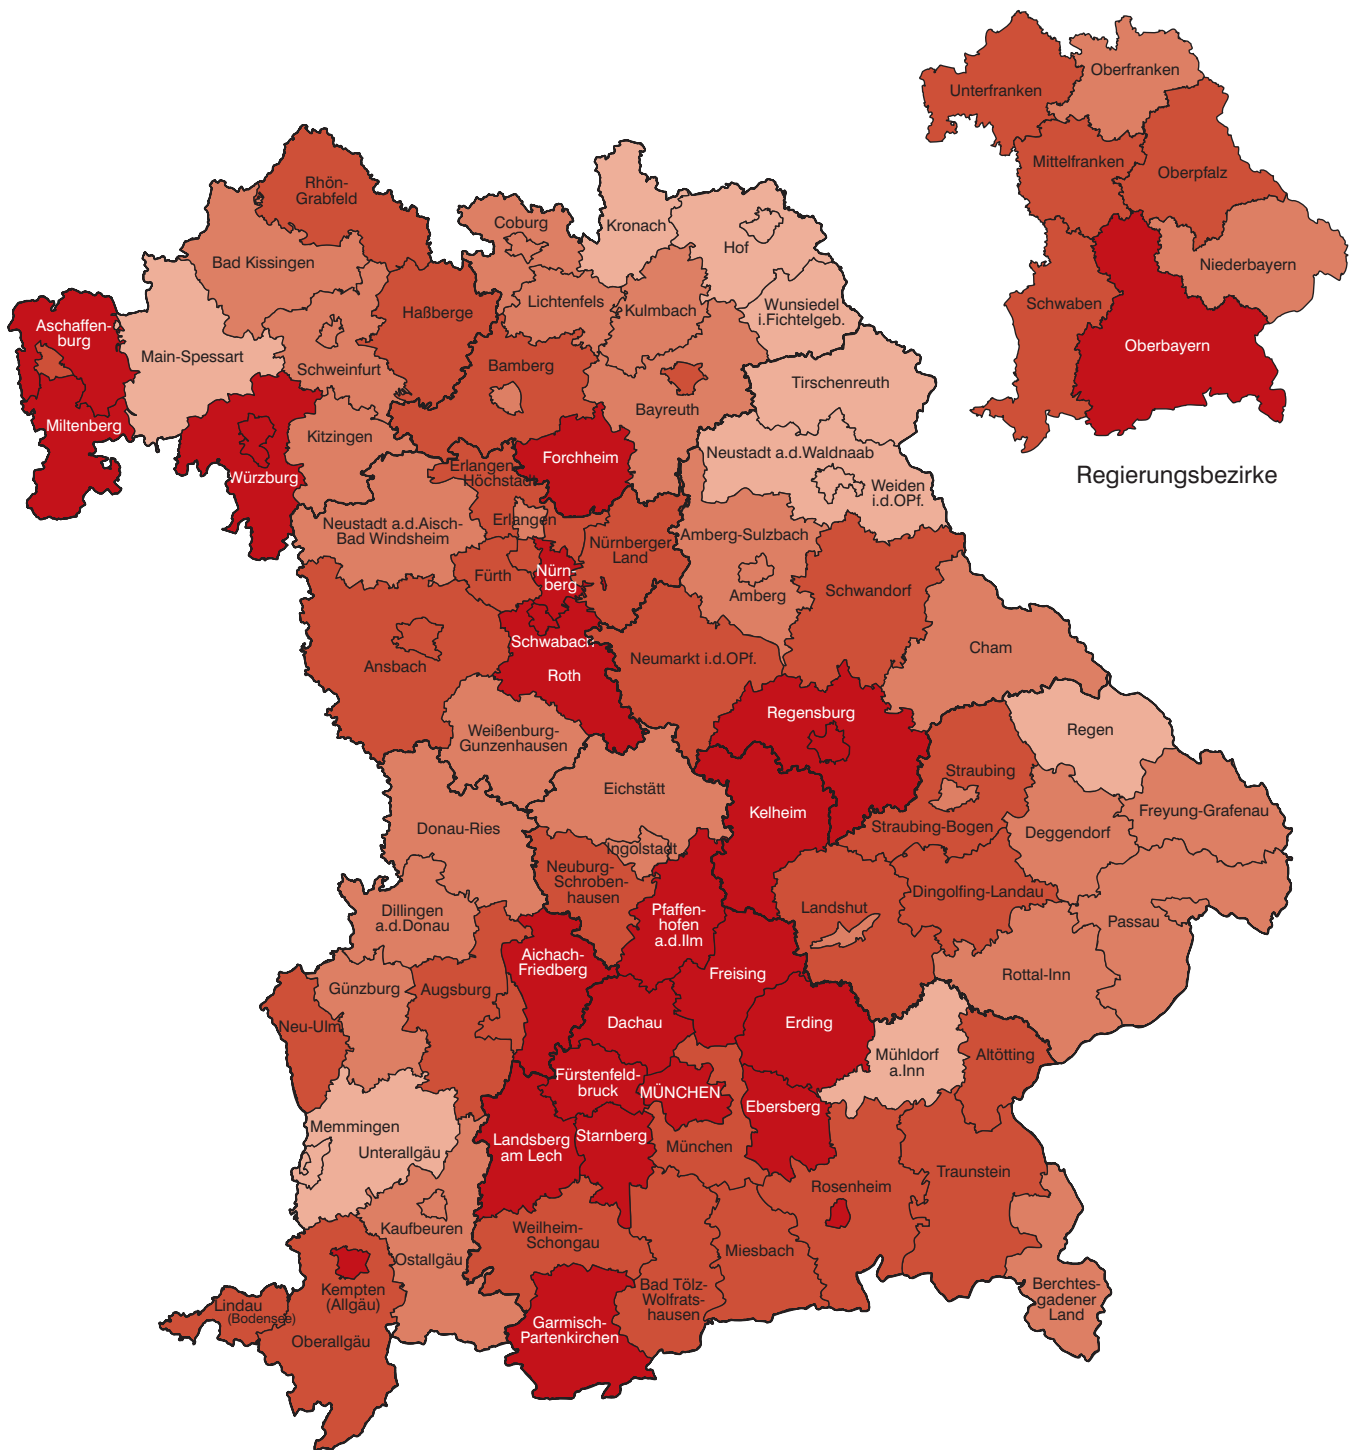 Unterfranken
Oberfranken
Mittelfranken
Oberpfalz
Niederbayern
Schwaben
Oberbayern
Regierungsbezirke
Rhön-
Grabfeld
Coburg
Kronach
Hof
Bad Kissingen
Lichtenfels
Kulmbach
Wunsiedel
i.Fichtelgeb.
Haßberge
Aschaffen-
burg
Main-Spessart
Schweinfurt
Bamberg
Tirschenreuth
Bayreuth
Miltenberg
Kitzingen
Forchheim
Neustadt a.d.Waldnaab
Würzburg
Erlangen-
Höchstadt
Weiden
i.d.OPf.
Neustadt a.d.Aisch-
Bad Windsheim
Erlangen
Nürnberger
Land
Amberg-Sulzbach
Fürth
Nürn-
berg
Amberg
Schwandorf
Schwabach
Ansbach
Roth
Neumarkt i.d.OPf.
Cham
Weißenburg-
Gunzenhausen
Regensburg
Regen
Eichstätt
Straubing
Donau-Ries
Kelheim
Straubing-Bogen
Deggendorf
Freyung-Grafenau
Ingolstadt
Neuburg-
Schroben-
hausen
Dillingen
a.d.Donau
Pfaffen-
hofen
a.d.Ilm
Landshut
Dingolfing-Landau
Passau
Aichach-
Friedberg
Freising
Rottal-Inn
Günzburg
Augsburg
Neu-Ulm
Dachau
Erding
Mühldorf
a.Inn
Altötting
Fürstenfeld-
bruck
MÜNCHEN
Ebersberg
Memmingen
Unterallgäu
Landsberg
am Lech
Starnberg
München
Traunstein
Rosenheim
Kaufbeuren
Ostallgäu
Weilheim-
Schongau
Miesbach
Kempten
(Allgäu)
Bad Tölz-
Wolfrats-
hausen
Berchtes-
gadener
Land
Lindau
(Bodensee)
Oberallgäu
Garmisch-
Partenkirchen